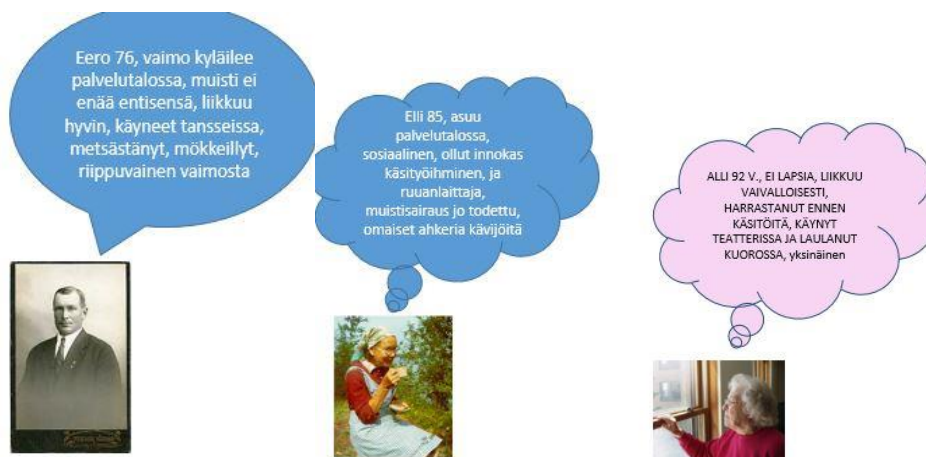 Eero 76, vaimo kyläilee
palvelutalossa, muisti ei
enää entisensä, liikkuu
hyvin, käyneet tansseissa,
metsästänyt, mökkeillyt,
riippuvainen vaimosta
Elli 85, asuu
palvelutalossa,
sosiaalinen, ollut innokas
käsityöihminen, ja
ruuanlaittaja,
muistisairaus jo todettu,
omaiset ahkeria kävijöitä
ALLI 92 V., EI LAPSIA, LIIKKUU
VAIVALLOISESTI,
HARRASTANUT ENNEN
KÄSITÖITÄ, KÄYNYT
TEATTERISSA JA LAULANUT
KUOROSSA, yksinäinen